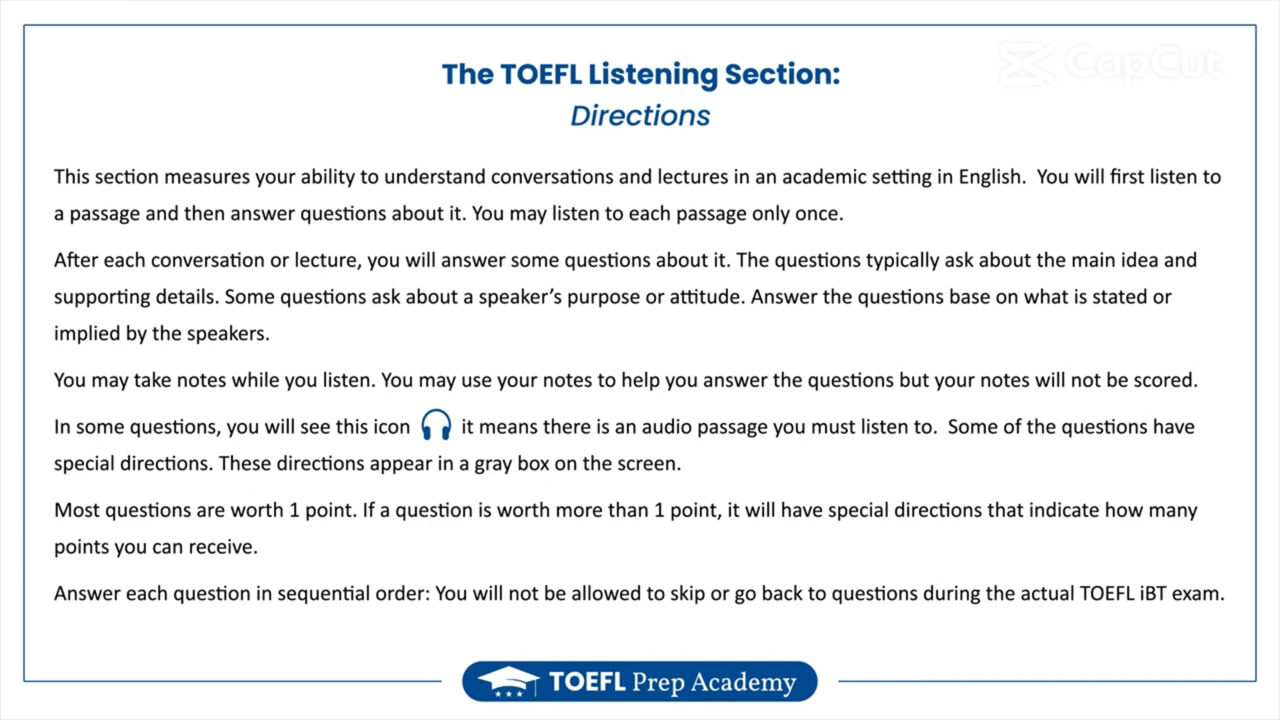 CapCut
The TOEFL Listening Section:
Directions
This section measures your ability to understand conversations and lectures in an academic setting in English.  You will first listen to
a passage and then answer questions about it. You may listen to each passage only once.
After each conversation or lecture, you will answer some questions about it. The questions typically ask about the main idea and
supporting details. Some questions ask about a speaker’s purpose or attitude. Answer the questions base on what is stated or
implied by the speakers.
You may take notes while you listen. You may use your notes to help you answer the questions but your notes will not be scored.
In some questions, you will see this icon it means there is an audio passage you must listen to.  Some of the questions have
special directions. These directions appear in a gray box on the screen.
Most questions are worth 1 point. If a question is worth more than 1 point, it will have special directions that indicate how many
points you can receive.
Answer each question in sequential order: You will not be allowed to skip or go back to questions during the actual TOEFL iBT exam.
TOEFL Prep Academy